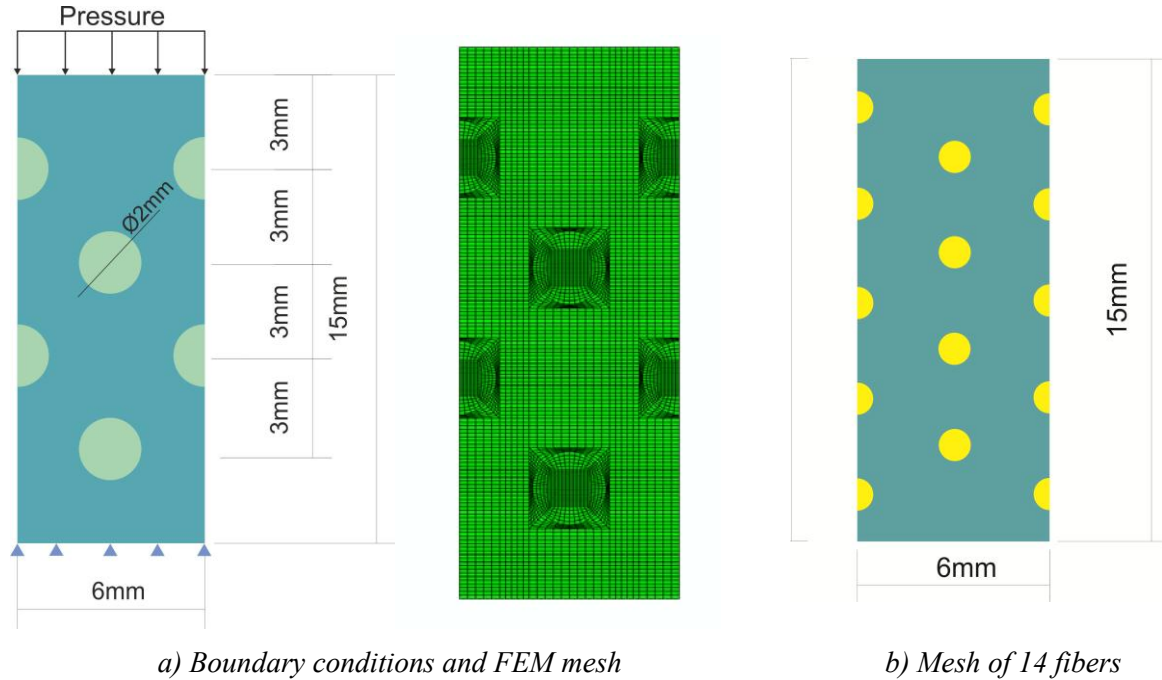 Pressure
3mm
3mm
3mm
3mm
Ø2mm
15mm
6mm
15mm
6mm
a) Boundary conditions and FEM mesh
b) Mesh of 14 fibers